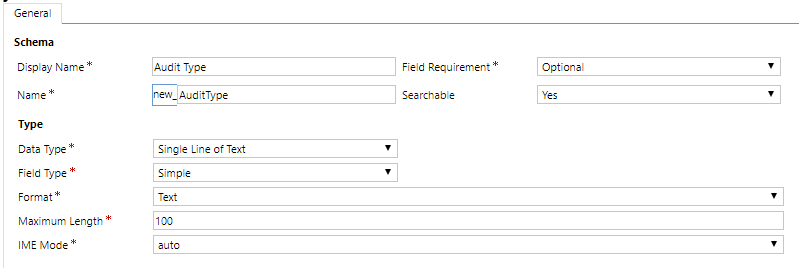 General
Schema
Display Name * Audit Type Field Requirement * Optional
Name * new_ AuditType Searchable Yes
Type
Data Type * Single Line of Text
Field Type * Simple
Format * Text
Maximum Length * 100
IME Mode * auto